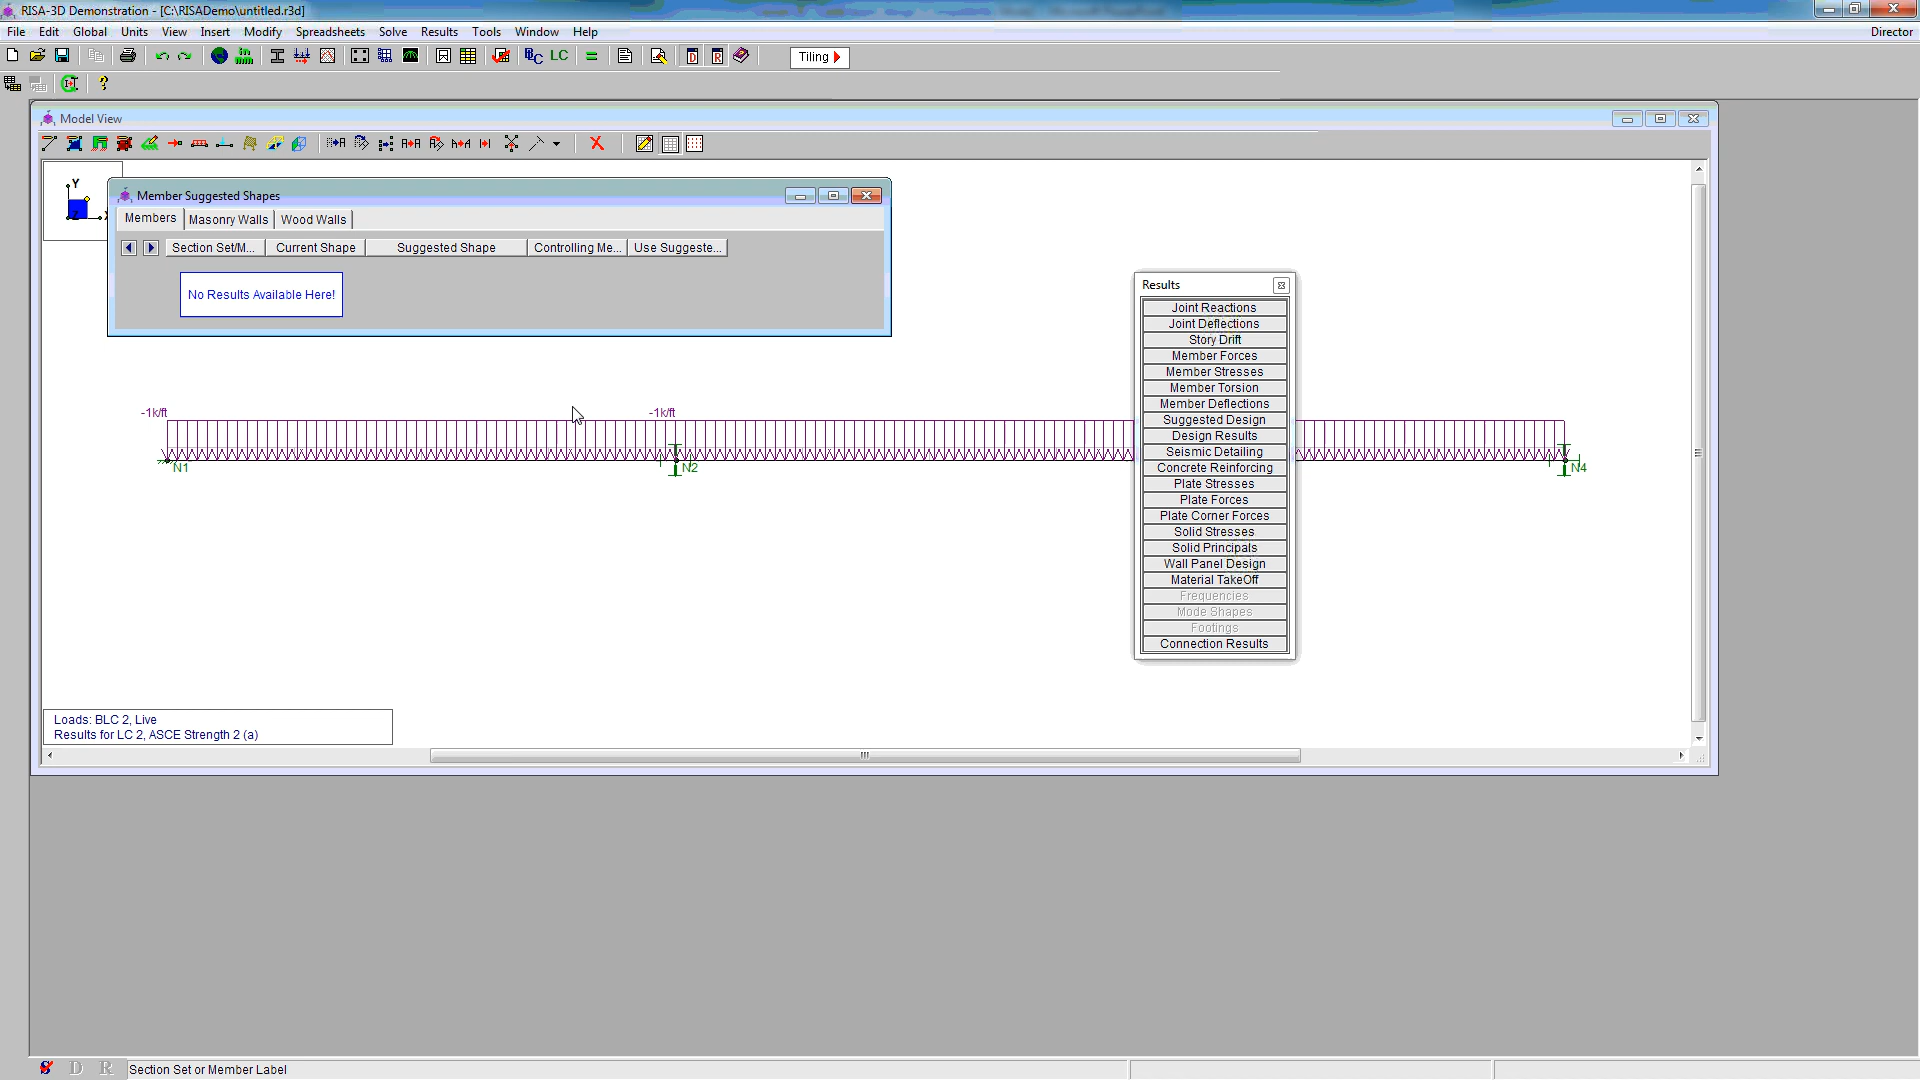 RISA-3D Demonstration - [C:\RISADemo\untitled.r3d]
File Edit Global Units View Insert Modify Spreadsheets Solve Results Tools Window Help Director
in mm LC D R Tiling
?
Model View
Y
Member Suggested Shapes
Members Masonry Walls Wood Walls
Section Set/M... Current Shape Suggested Shape Controlling Me... Use Suggeste...
No Results Available Here!
Results
Joint Reactions
Joint Deflections
Story Drift
Member Forces
Member Stresses
Member Torsion
Member Deflections
Suggested Design
Design Results
Seismic Detailing
Concrete Reinforcing
Plate Stresses
Plate Forces
Plate Corner Forces
Solid Stresses
Solid Principals
Wall Panel Design
Material TakeOff
Frequencies
Mode Shapes
Footings
Connection Results
-1k/ft -1k/ft
N1 N2 N4
Loads: BLC 2, Live
Results for LC 2, ASCE Strength 2 (a)
S D R Section Set or Member Label